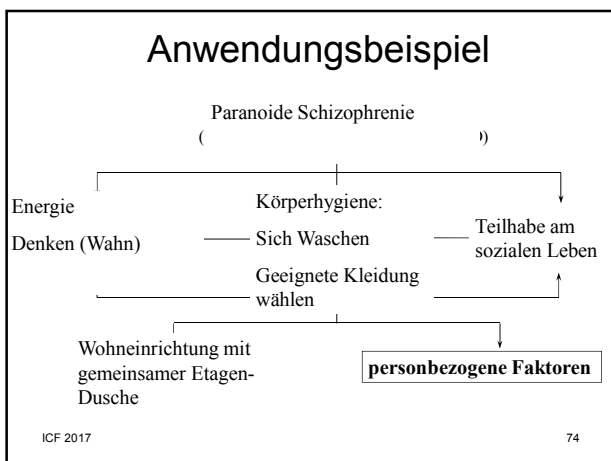 Anwendungsbeispiel
Paranoide Schizophrenie
( )
Energie
Denken (Wahn)
Körperhygiene:
Sich Waschen
Geeignete Kleidung
wählen
Teilhabe am
sozialen Leben
Wohneinrichtung mit
gemeinsamer Etagen-
Dusche
personbezogene Faktoren
ICF 2017
74